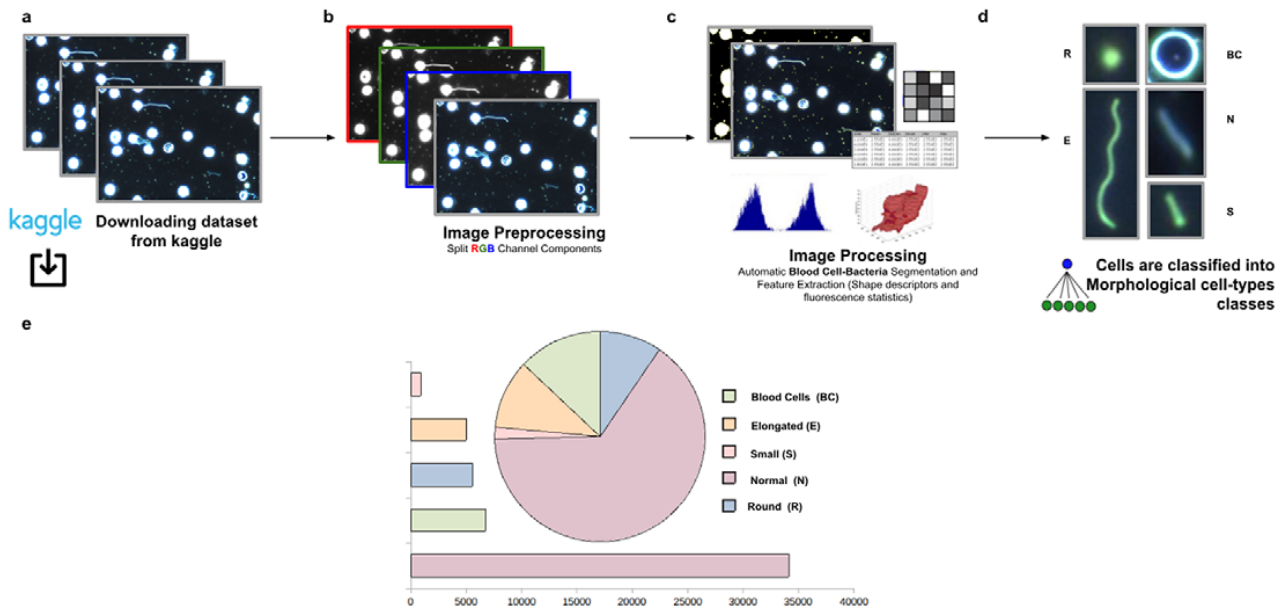 a
b
c
d
R
BC
E
N
S
kaggle
Downloading dataset
from kaggle
Image Preprocessing
Split RGB Channel Components
Image Processing
Automatic Blood Cell-Bacteria Segmentation and
Feature Extraction (Shape descriptors and
fluorescence statistics)
Cells are classified into
Morphological cell-types
classes
e
Blood Cells (BC)
Elongated (E)
Small (S)
Normal (N)
Round (R)
0
5000
10000
15000
20000
25000
30000
35000
40000